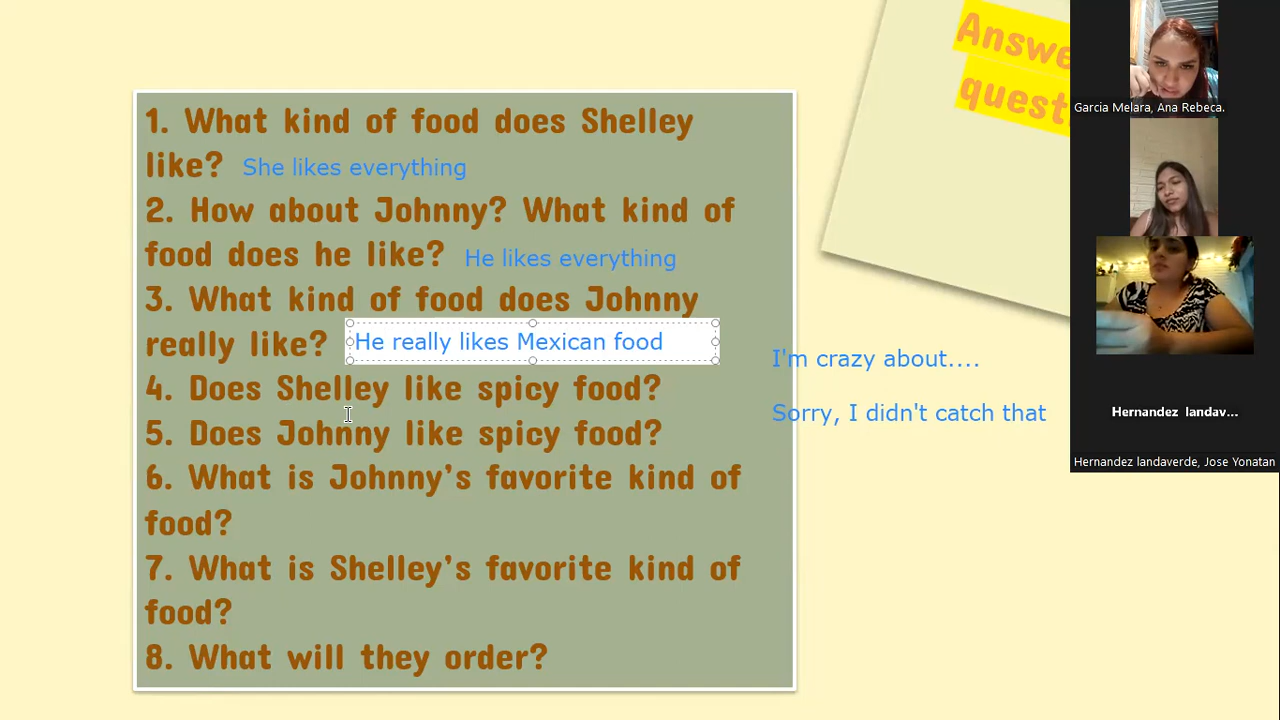 Answe
quest
1. What kind of food does Shelley
like? She likes everything
2. How about Johnny? What kind of
food does he like? He likes everything
3. What kind of food does Johnny
really like? He really likes Mexican food
4. Does Shelley like spicy food?
5. Does Johnny like spicy food?
6. What is Johnny's favorite kind of
food?
7. What is Shelley's favorite kind of
food?
8. What will they order?
I'm crazy about....
Sorry, I didn't catch that
Garcia Melara, Ana Rebeca.
Hernandez landav...
Hernandez landaverde, Jose Yonatan